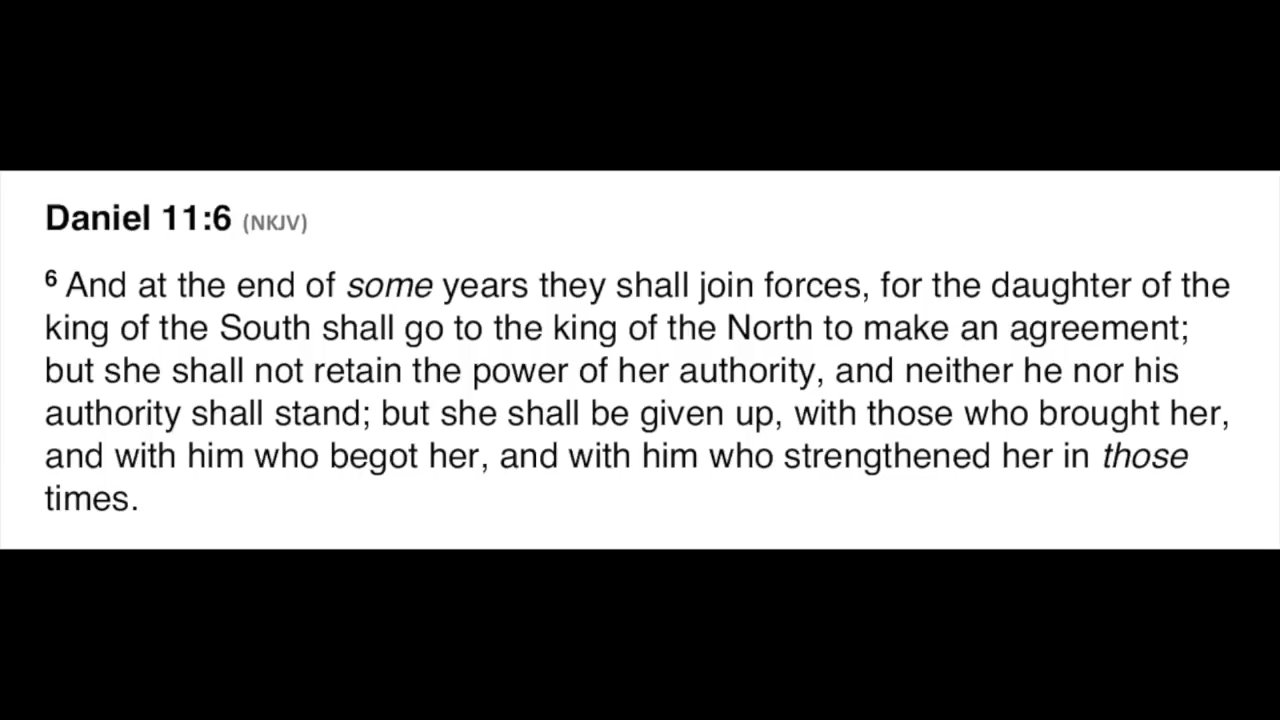 Daniel 11:6 (NKJV)
6 And at the end of some years they shall join forces, for the daughter of the
king of the South shall go to the king of the North to make an agreement;
but she shall not retain the power of her authority, and neither he nor his
authority shall stand; but she shall be given up, with those who brought her,
and with him who begot her, and with him who strengthened her in those
times.